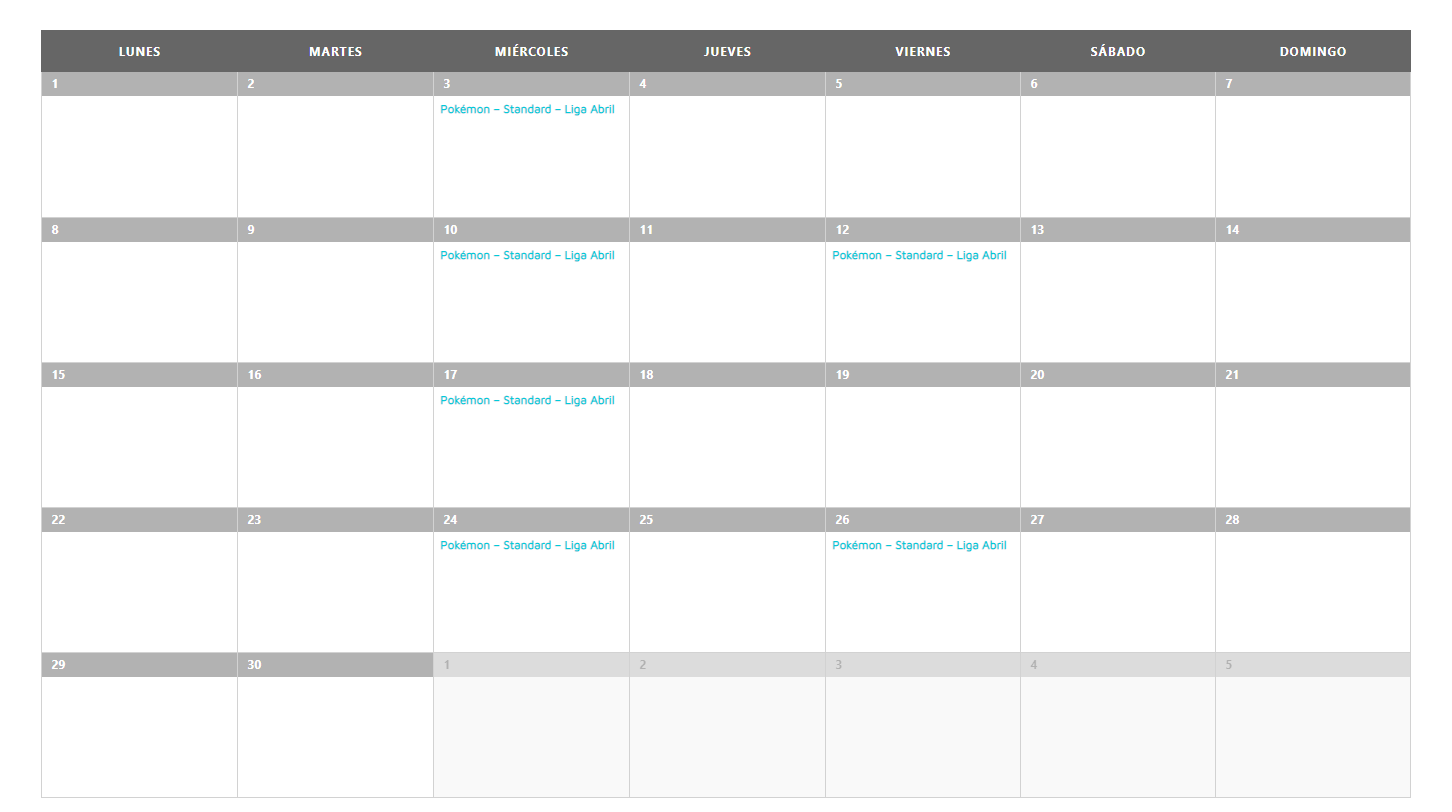 LUNES MARTES MIÉRCOLES JUEVES VIERNES SÁBADO DOMINGO
1 2 3 4 5 6 7
Pokémon – Standard – Liga Abril
8 9 10 11 12 13 14
Pokémon – Standard – Liga Abril Pokémon – Standard – Liga Abril
15 16 17 18 19 20 21
Pokémon – Standard – Liga Abril
22 23 24 25 26 27 28
Pokémon – Standard – Liga Abril Pokémon – Standard – Liga Abril
29 30 1 2 3 4 5